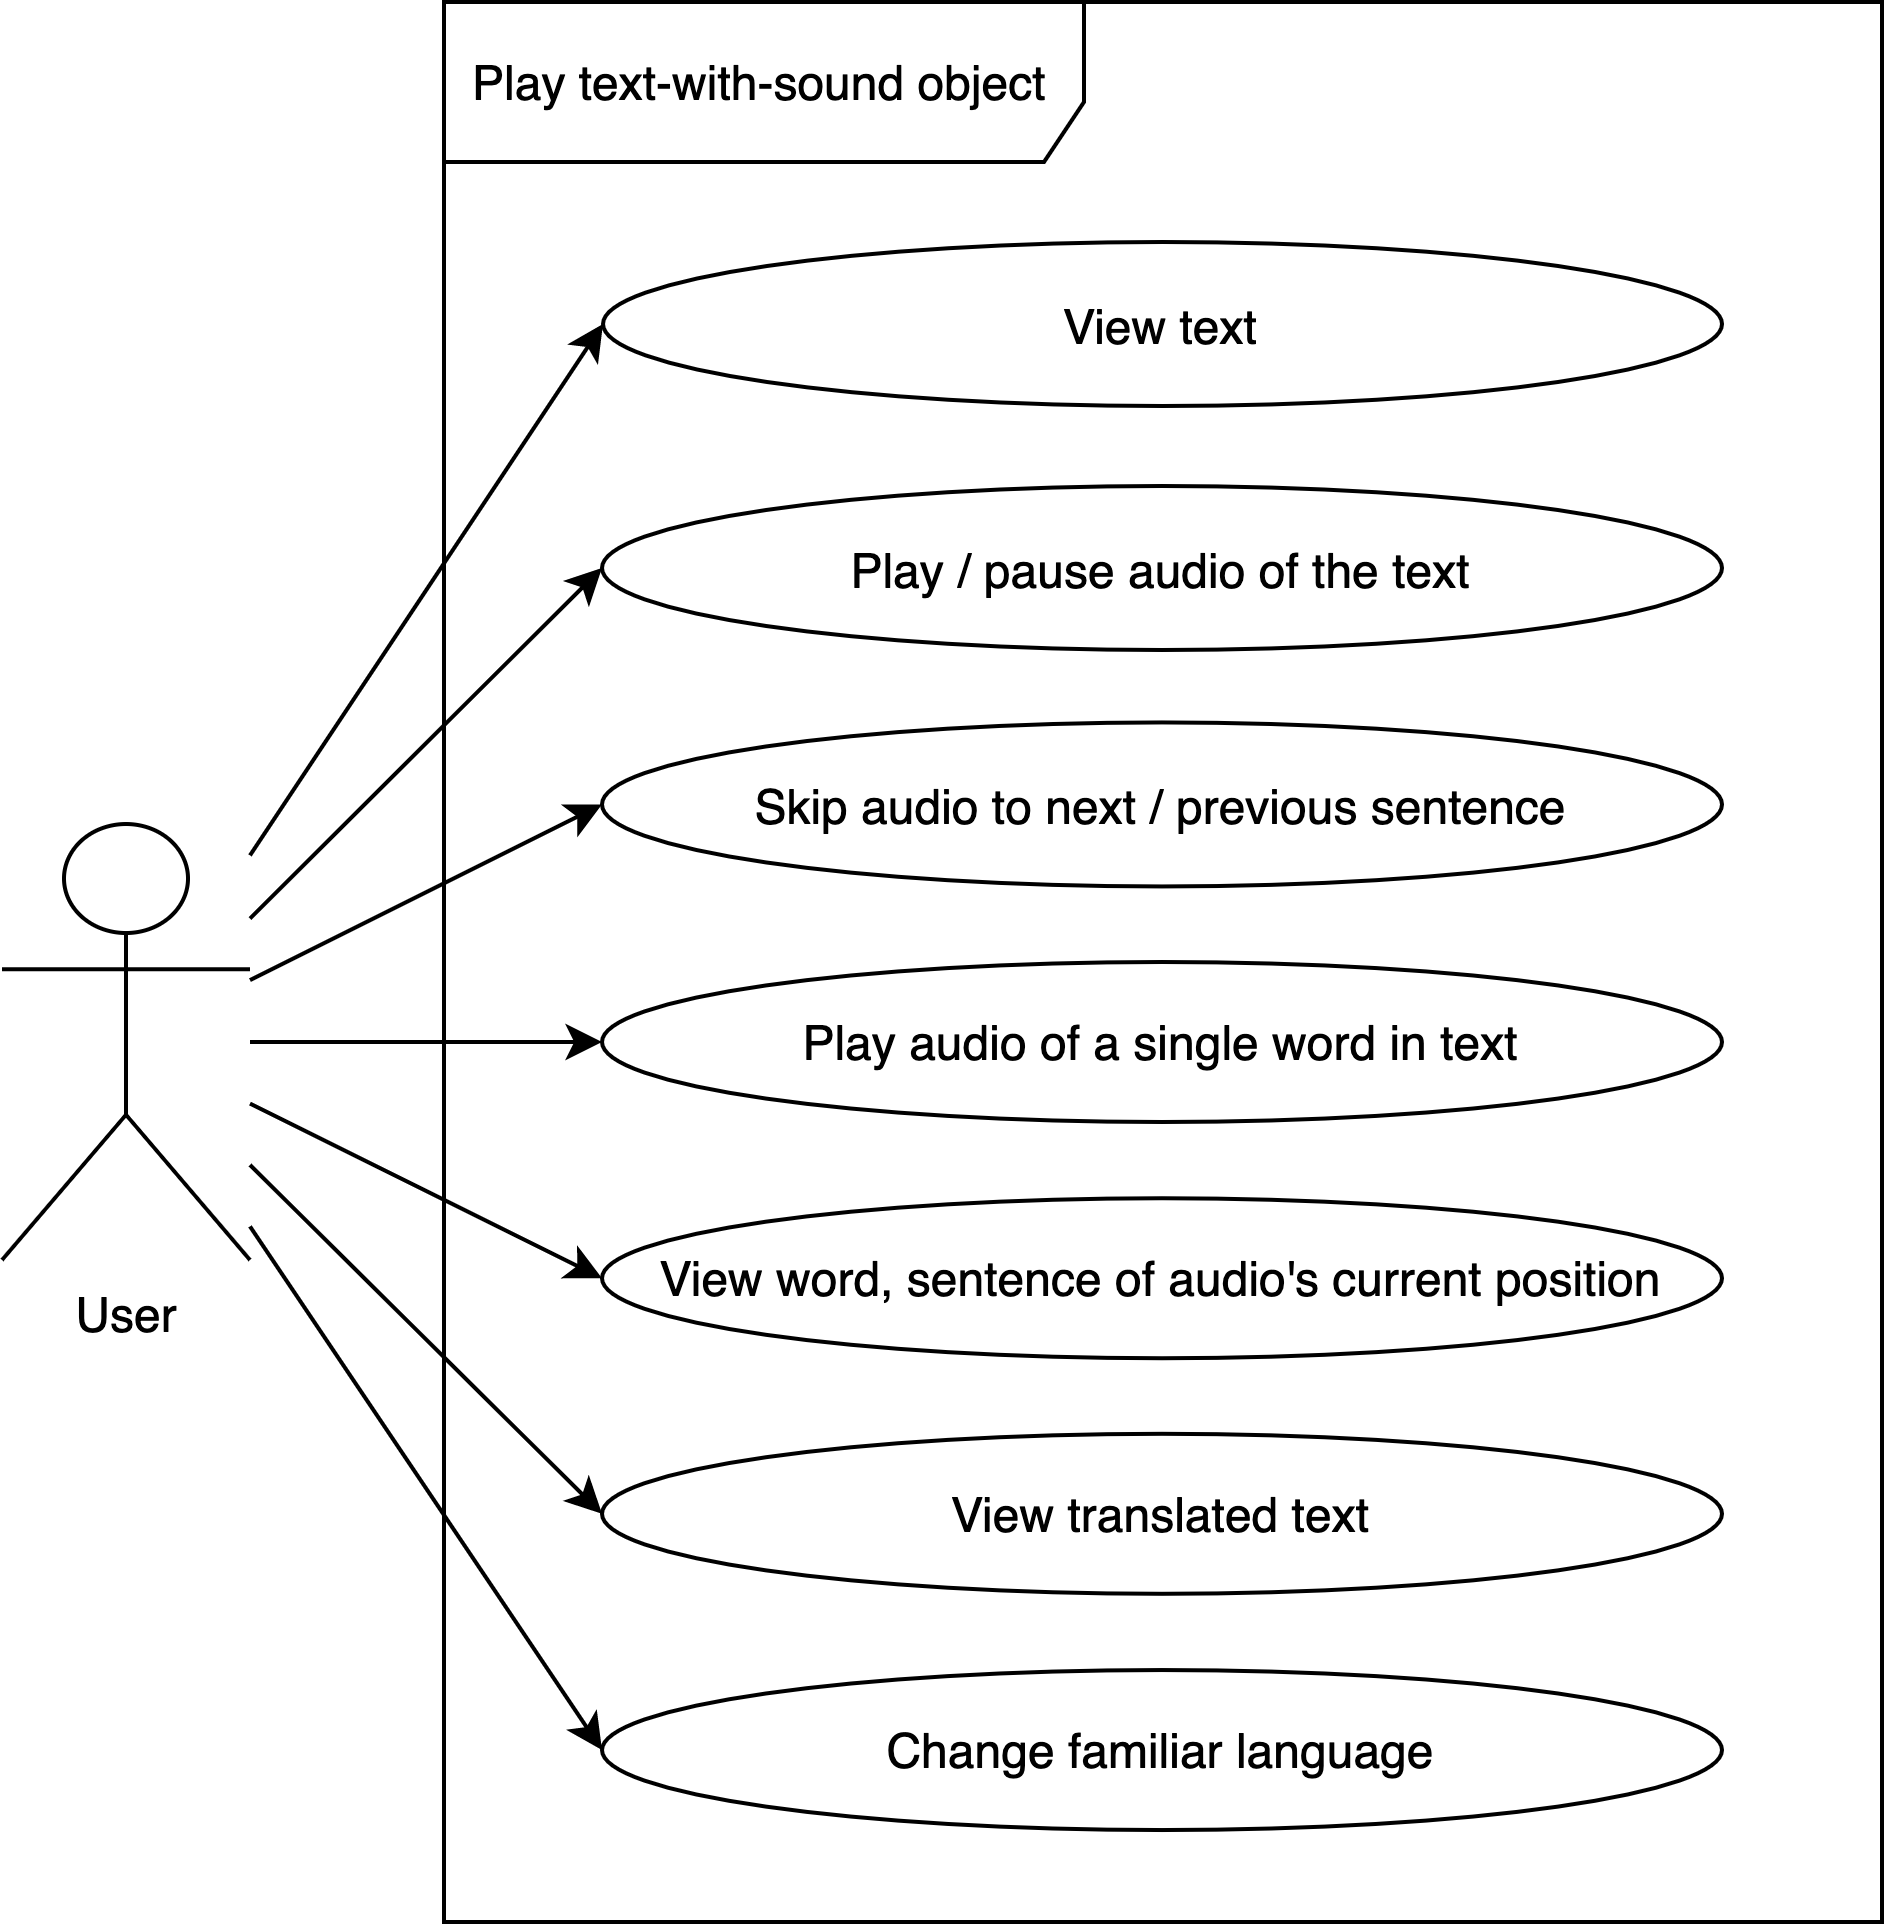 Play text-with-sound object
View text
Play / pause audio of the text
Skip audio to next / previous sentence
Play audio of a single word in text
View word, sentence of audio's current position
User
View translated text
Change familiar language